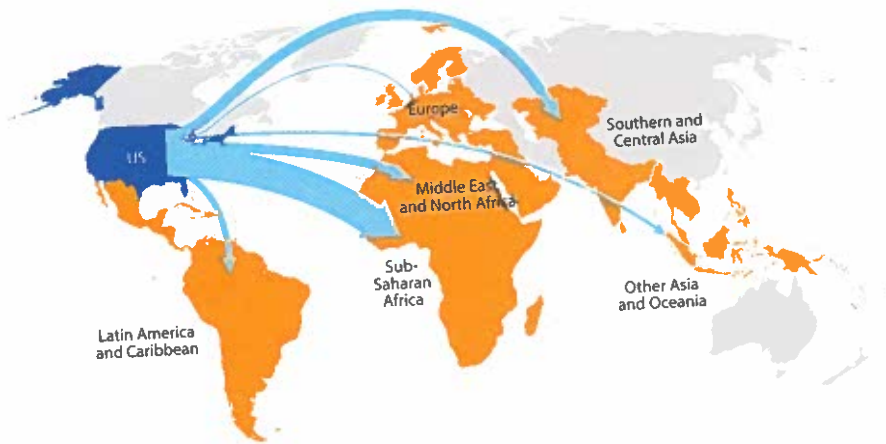 Europe
Southern and
Central Asia
US
Middle East
and North Africa
Sub-
Saharan
Africa
Other Asia
and Oceania
Latin America
and Caribbean